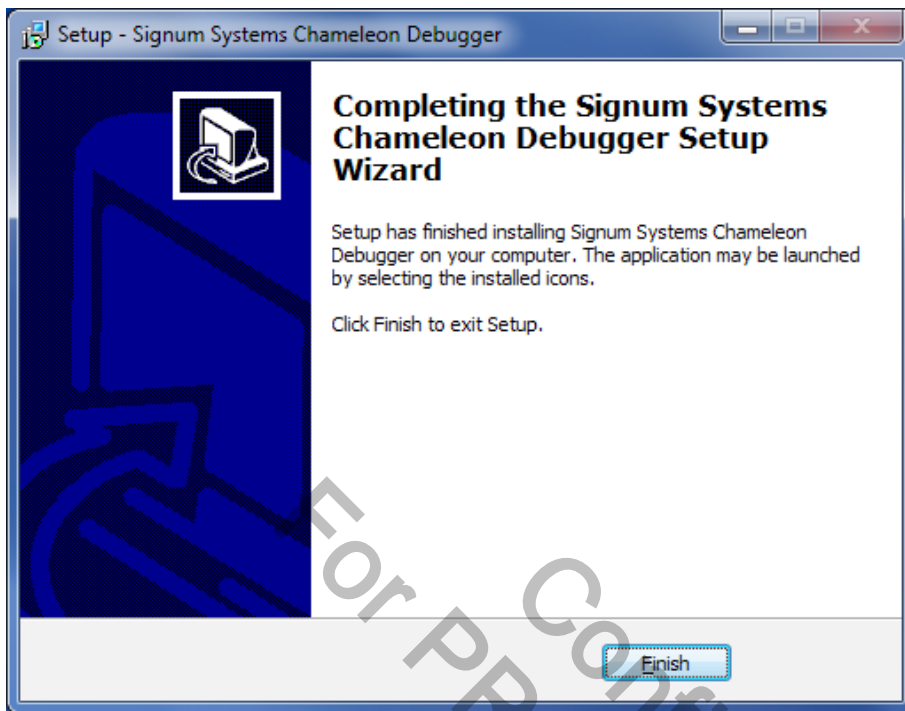 Setup - Signum Systems Chameleon Debugger
Completing the Signum Systems
Chameleon Debugger Setup
Wizard
Setup has finished installing Signum Systems Chameleon
Debugger on your computer. The application may be launched
by selecting the installed icons.
Click Finish to exit Setup.
For
Finish